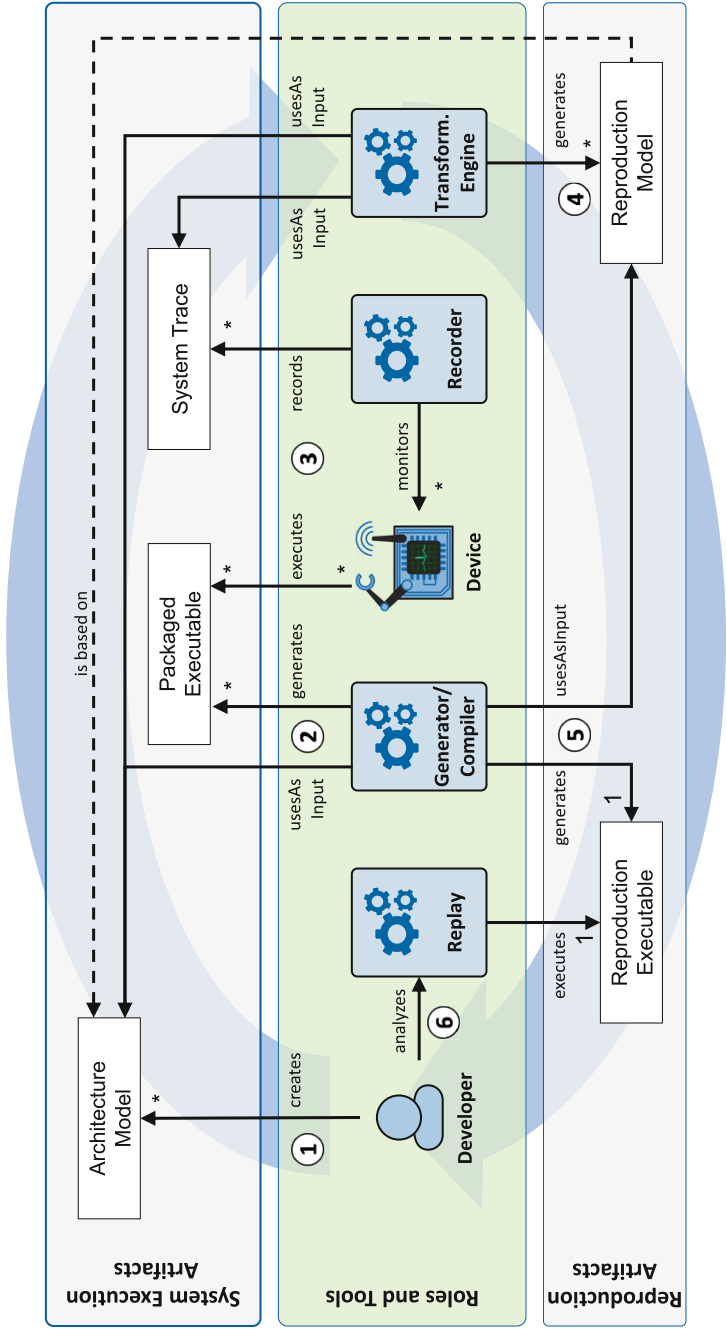 System Execution
Artifacts
Architecture
Model
*
is based on
Packaged
Executable
*
*
System Trace
*
Roles and Tools
1
creates
Developer
analyzes
6
Replay
usesAs
Input
2
generates
Generator/
Compiler
executes
*
Device
3
records
monitors
*
Recorder
usesAs
Input
usesAs
Input
Transform.
Engine
Reproduction
Artifacts
executes
1
Reproduction
Executable
generates
1
5
usesAsInput
4
generates
*
Reproduction
Model